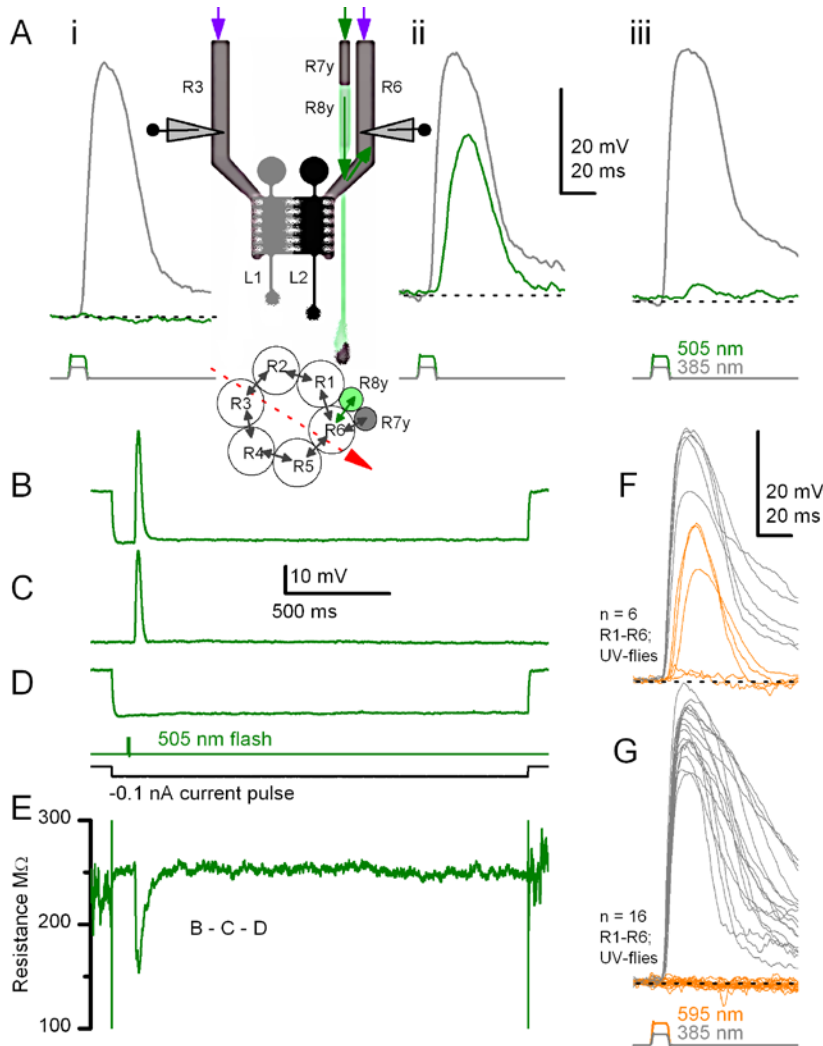 A
i
ii
iii
R3
R7y
R8y
R6
L1
L2
20 mV
20 ms
505 nm
385 nm
R2
R1
R8y
R3
R6
R7y
R4
R5
B
C
10 mV
500 ms
D
505 nm flash
-0.1 nA current pulse
E
300
200
100
Resistance MΩ
B - C - D
F
20 mV
20 ms
n = 6
R1-R6;
UV-flies
G
n = 16
R1-R6;
UV-flies
595 nm
385 nm